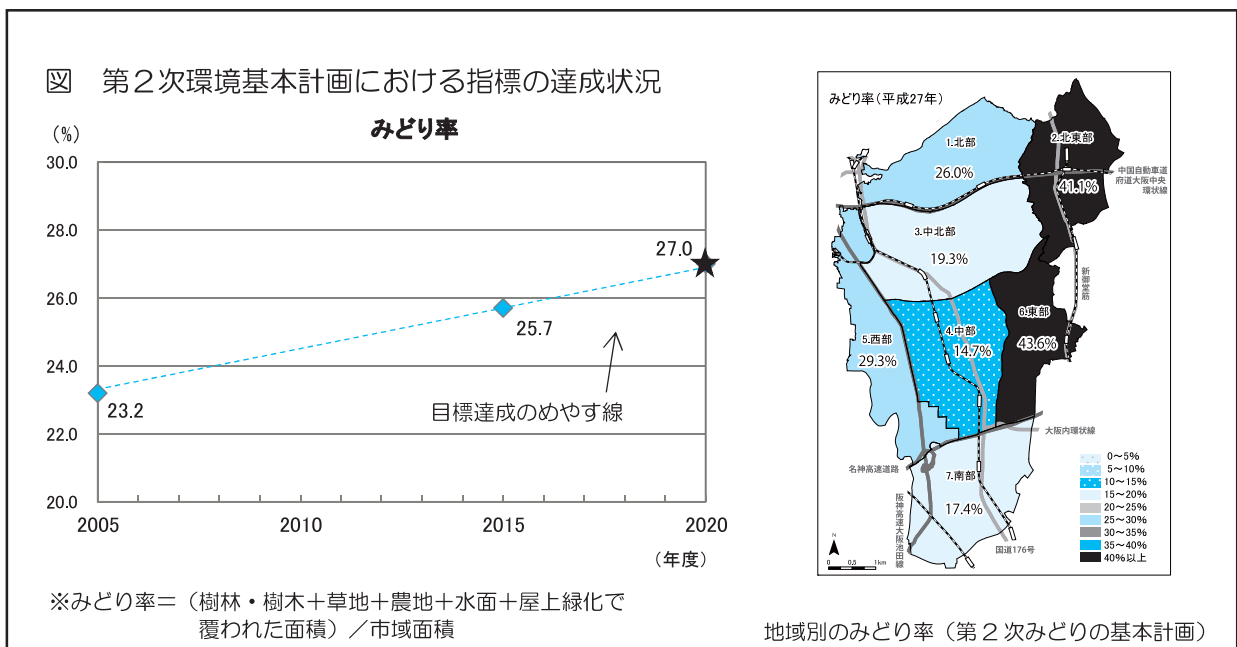 図　第２次環境基本計画における指標の達成状況
みどり率
(%)
30.0
28.0
26.0
24.0
22.0
20.0
23.2
25.7
27.0
目標達成のめやす線
2005
2010
2015
2020
(年度)
※みどり率＝（樹林・樹木＋草地＋農地＋水面＋屋上緑化で
覆われた面積）／市域面積
みどり率(平成27年)
1.北部
26.0%
2.北東部
41.1%
中国自動車道
府道大阪中央
環状線
3.中北部
19.3%
新御堂筋
4.中部
14.7%
5.西部
29.3%
6.東部
43.6%
大阪内環状線
名神高速道路
7.南部
17.4%
阪神高速大阪池田線
国道176号
0～5%
5～10%
10～15%
15～20%
20～25%
25～30%
30～35%
35～40%
40%以上
N
0 0.5 1km
地域別のみどり率（第２次みどりの基本計画）